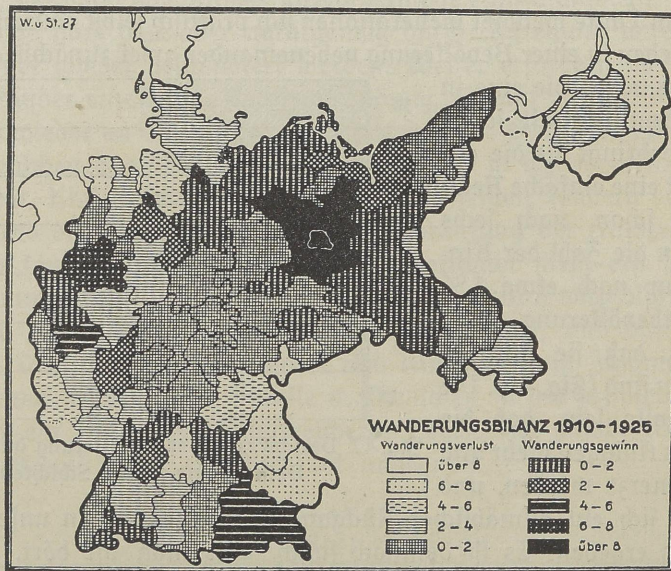 W. u. St. 27
WANDERUNGSBILANZ 1910-1925
Wanderungsverlust Wanderungsgewinn
über 8 0-2
6-8 2-4
4-6 4-6
2-4 6-8
0-2 über 8